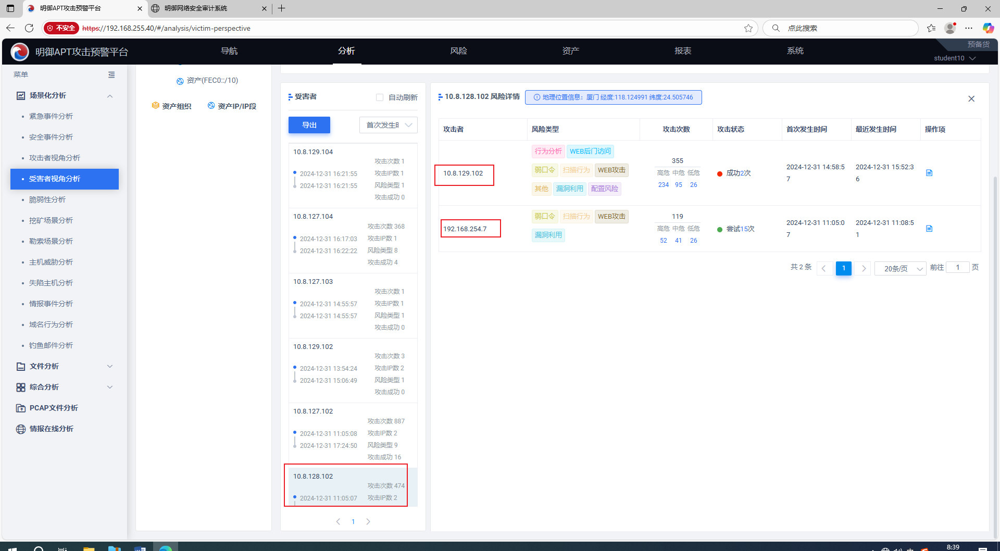 明御APT攻击预警平台
明御网络安全审计系统
不安全
https://192.168.255.40/#/analysis/victim-perspective
点此搜索
明御APT攻击预警平台
导航
分析
风险
资产
报表
系统
预备货
student10
菜单
场景化分析
紧急事件分析
安全事件分析
攻击者视角分析
受害者视角分析
脆弱性分析
挖矿场景分析
勒索场景分析
主机威胁分析
失陷主机分析
情报事件分析
域名行为分析
钓鱼邮件分析
文件分析
综合分析
PCAP文件分析
情报在线分析
资产(FEC0::/10)
资产组织
资产IP/IP段
受害者
自动刷新
导出
首次发生时
10.8.129.104
攻击次数 1
2024-12-31 16:21:55
攻击IP数 1
2024-12-31 16:21:55
风险类型 1
攻击成功 0
10.8.127.104
攻击次数 368
2024-12-31 16:17:03
攻击IP数 1
2024-12-31 16:22:22
风险类型 8
攻击成功 4
10.8.127.103
攻击次数 1
2024-12-31 14:55:57
攻击IP数 1
2024-12-31 14:55:57
风险类型 1
攻击成功 0
10.8.129.102
攻击次数 3
2024-12-31 13:54:24
攻击IP数 2
2024-12-31 15:06:49
风险类型 1
攻击成功 0
10.8.127.102
攻击次数 887
2024-12-31 11:05:08
攻击IP数 2
2024-12-31 17:24:50
风险类型 9
攻击成功 16
10.8.128.102
攻击次数 474
2024-12-31 11:05:07
攻击IP数 2
1
10.8.128.102 风险详情
地理位置信息：厦门 经度:118.124991 纬度:24.505746
攻击者 风险类型 攻击次数 攻击状态 首次发生时间 最近发生时间 操作项
10.8.129.102
行为分析 WEB后门访问
弱口令 扫描行为 WEB攻击
其他 漏洞利用 配置风险
355
高危 中危 低危
234 95 26
成功2次
2024-12-31 14:58:5
7
2024-12-31 15:52:3
6
192.168.254.7
弱口令 扫描行为 WEB攻击
漏洞利用
119
高危 中危 低危
52 41 26
尝试15次
2024-12-31 11:05:0
7
2024-12-31 11:08:5
1
共 2 条
1
20条/页
前往 1 页
8:39